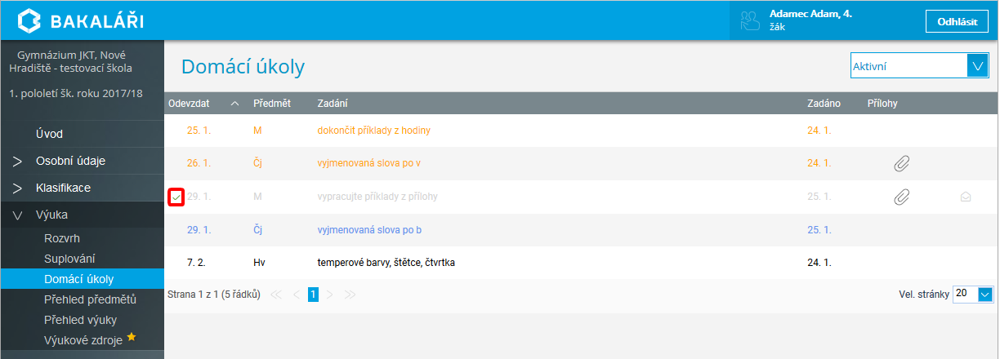 BAKALÁŘI
Adamec Adam, 4.
žák
Odhlásit
Gymnázium JKT, Nové
Hradiště - testovací škola
1. pololetí šk. roku 2017/18
Úvod
Osobní údaje
Klasifikace
Výuka
Rozvrh
Suplování
Domácí úkoly
Přehled předmětů
Přehled výuky
Výukové zdroje
Domácí úkoly
Aktivní
Odevzdat Předmět Zadání Zadáno Přílohy
25. 1. M dokončit příklady z hodiny 24. 1.
26. 1. Čj vyjmenovaná slova po v 24. 1.
29. 1. M vypracujte příklady z přílohy 25. 1.
29. 1. Čj vyjmenovaná slova po b 25. 1.
7. 2. Hv temperové barvy, štětce, čtvrtka 24. 1.
Strana 1 z 1 (5 řádků) 1 Vel. stránky 20